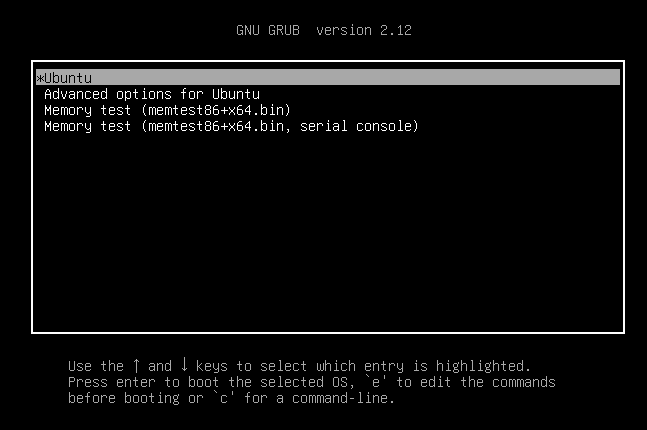 GNU GRUB  version 2.12
*Ubuntu
Advanced options for Ubuntu
Memory test (memtest86+x64.bin)
Memory test (memtest86+x64.bin, serial console)
Use the ↑ and ↓ keys to select which entry is highlighted.
Press enter to boot the selected OS, `e' to edit the commands
before booting or `c' for a command-line.